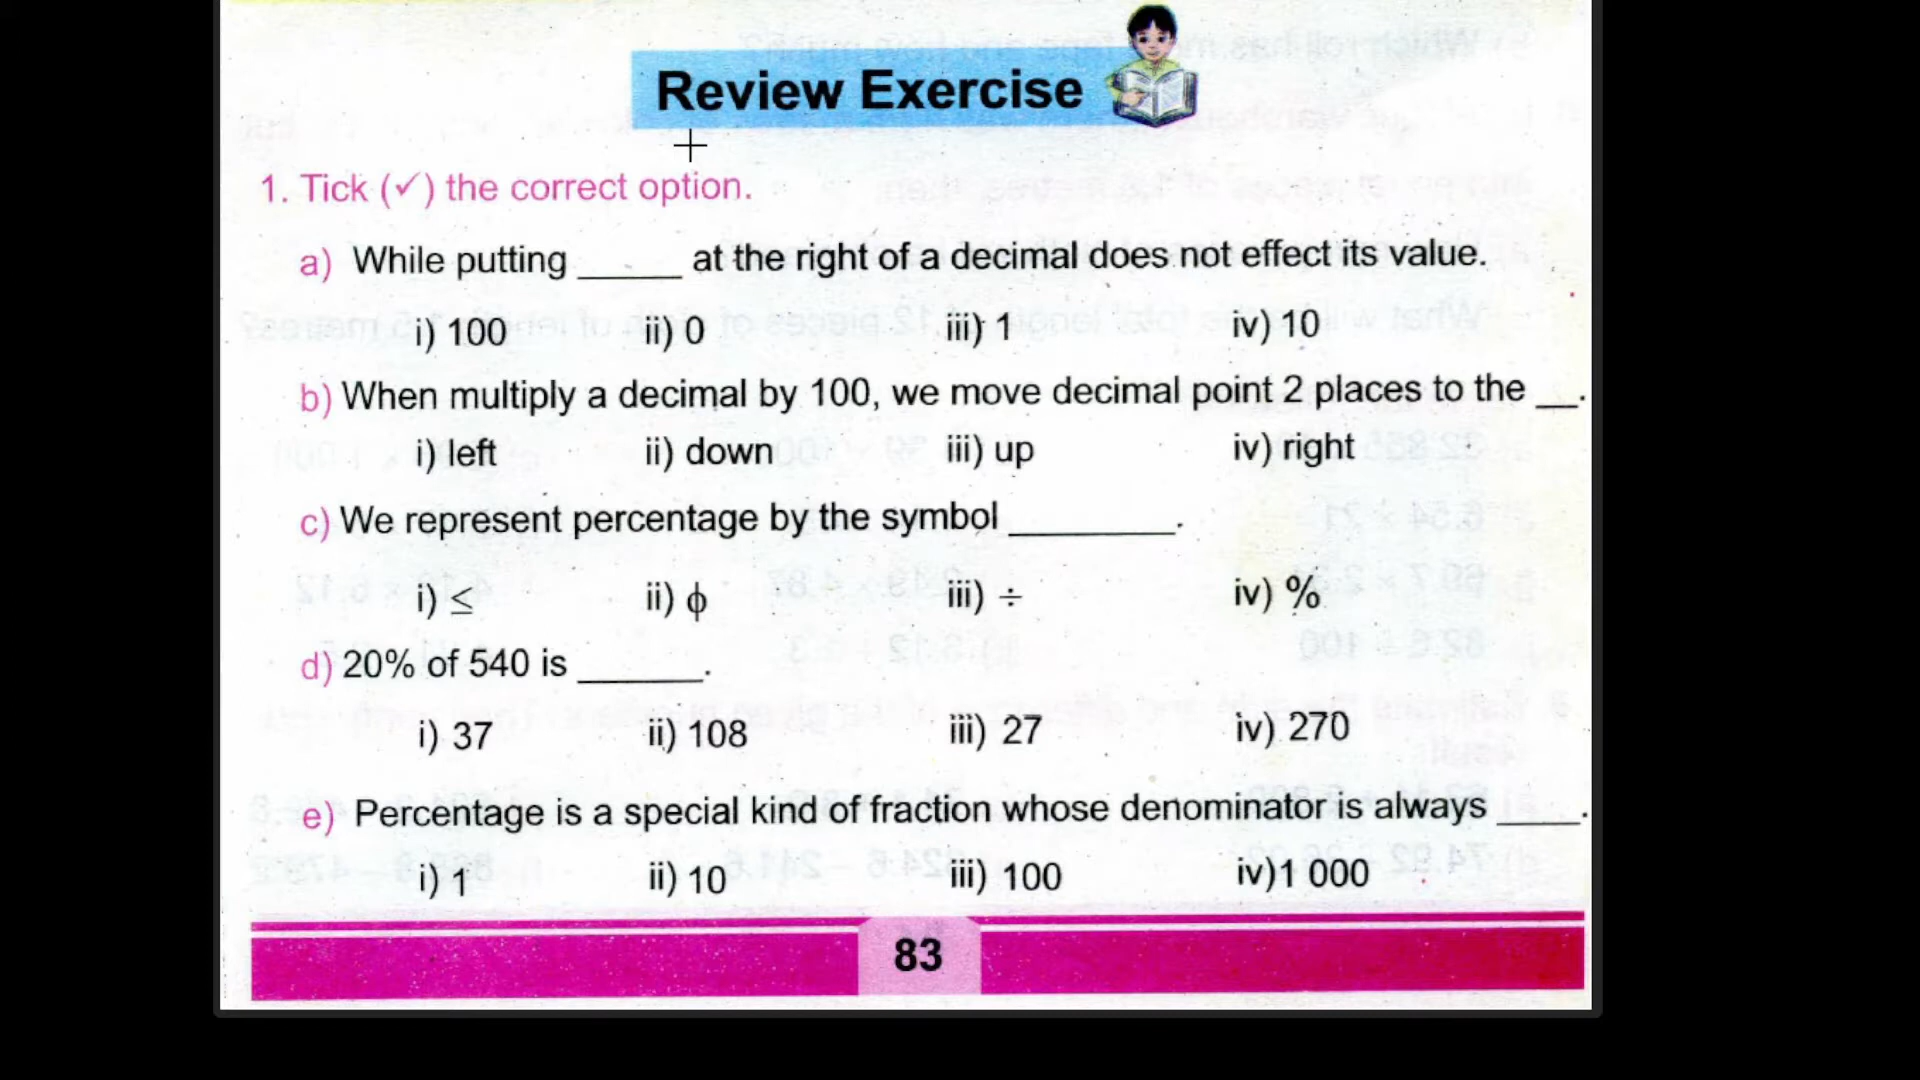 Review Exercise
1. Tick (✓) the correct option.
a) While putting _____ at the right of a decimal does not effect its value.
i) 100 ii) 0 iii) 1 iv) 10
b) When multiply a decimal by 100, we move decimal point 2 places to the __.
i) left ii) down iii) up iv) right
c) We represent percentage by the symbol ________.
i) ≤ ii) ϕ iii) ÷ iv) %
d) 20% of 540 is ______.
i) 37 ii) 108 iii) 27 iv) 270
e) Percentage is a special kind of fraction whose denominator is always ____.
i) 1 ii) 10 iii) 100 iv)1 000
83